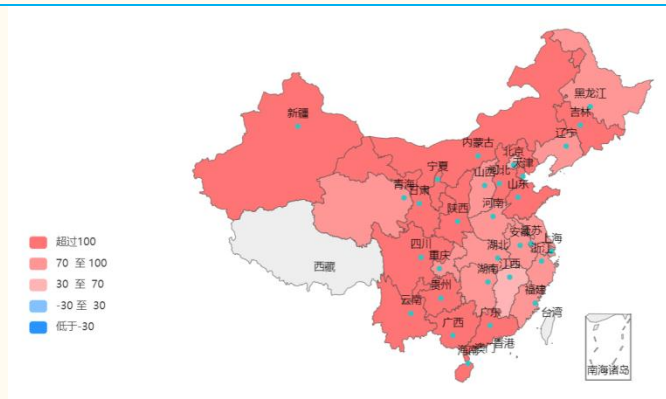 黑龙江
新疆
吉林
辽宁
内蒙古
北京
天津
宁夏
山西
青海
甘肃
山东
陕西
河南
超过100
四川
湖北
安徽
上海
70 至 100
西藏
重庆
浙江
江西
30 至 70
湖南
贵州
福建
-30 至 30
云南
广东
台湾
低于-30
广西
香港
海南
澳门
南海诸岛